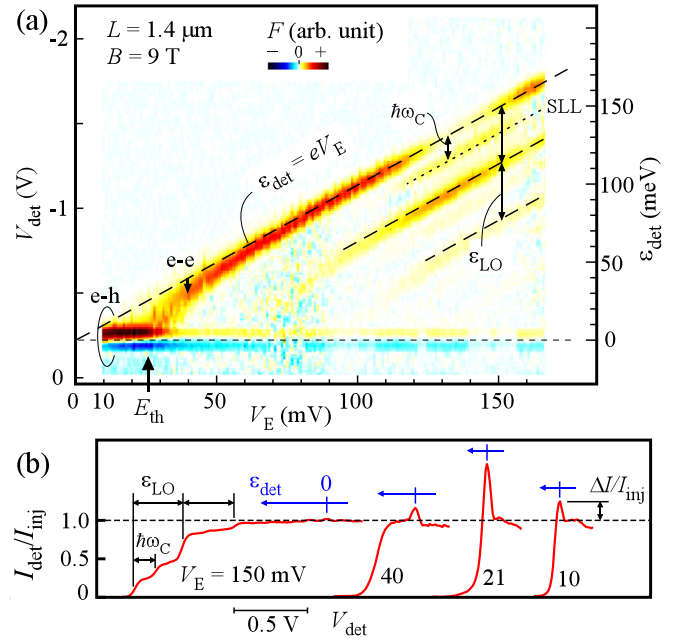 (a)
L = 1.4 μm
B = 9 T
F (arb. unit)
− 0 +
-2
-1
0
V_det (V)
ε_det = eV_E
ħω_C
SLL
ε_LO
e-e
e-h
E_th
150
100
50
0
ε_det (meV)
0 10 50 100 150
V_E (mV)
(b)
ε_LO
ε_det 0
ΔI/I_inj
1.0
0.5
0
I_det/I_inj
ħω_C
V_E = 150 mV
40
21
10
0.5 V
V_det